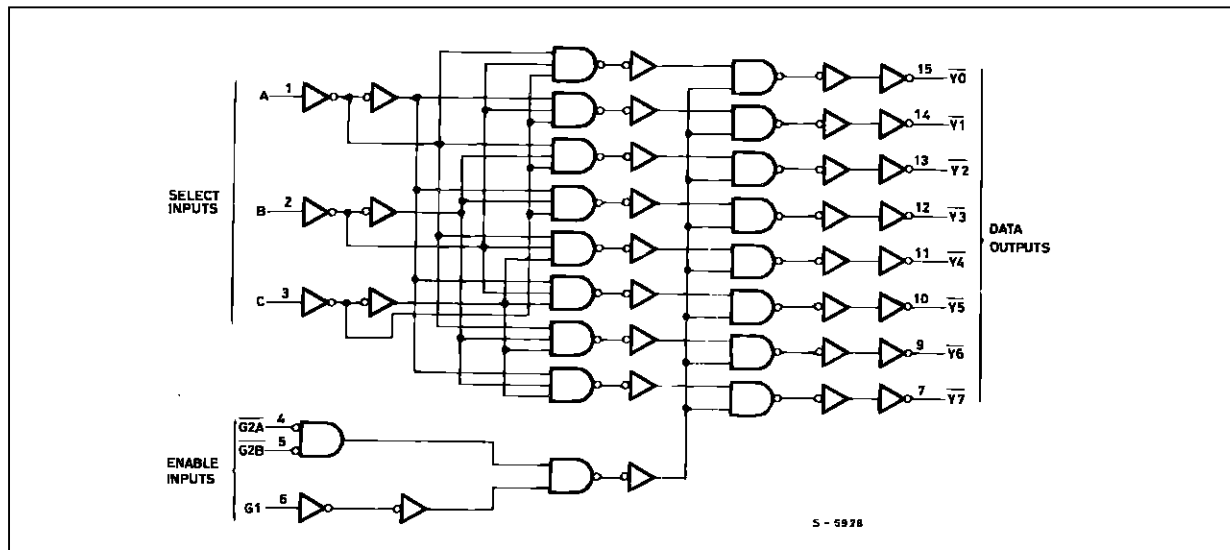 SELECT
INPUTS
A 1
B 2
C 3
ENABLE
INPUTS
G2A 4
G2B 5
G1 6
15 Y0
14 Y1
13 Y2
12 Y3
11 Y4
10 Y5
9 Y6
7 Y7
DATA
OUTPUTS
S - 5928